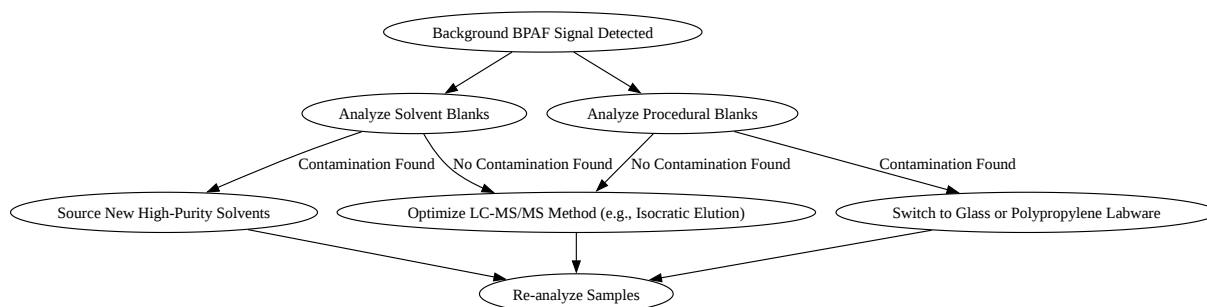 Background BPAF Signal Detected
Analyze Solvent Blanks
Analyze Procedural Blanks
Contamination Found
No Contamination Found
No Contamination Found
Contamination Found
Source New High-Purity Solvents
Optimize LC-MS/MS Method (e.g., Isocratic Elution)
Switch to Glass or Polypropylene Labware
Re-analyze Samples